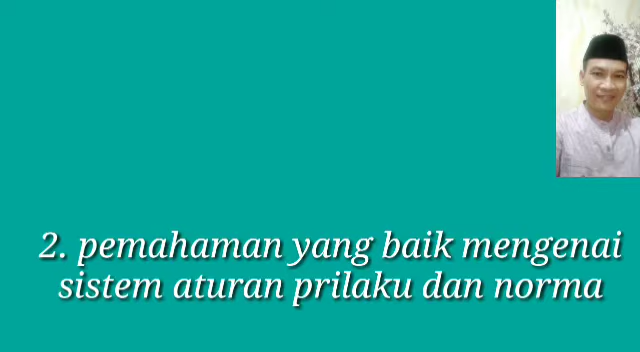 2. pemahaman yang baik mengenai
sistem aturan prilaku dan norma